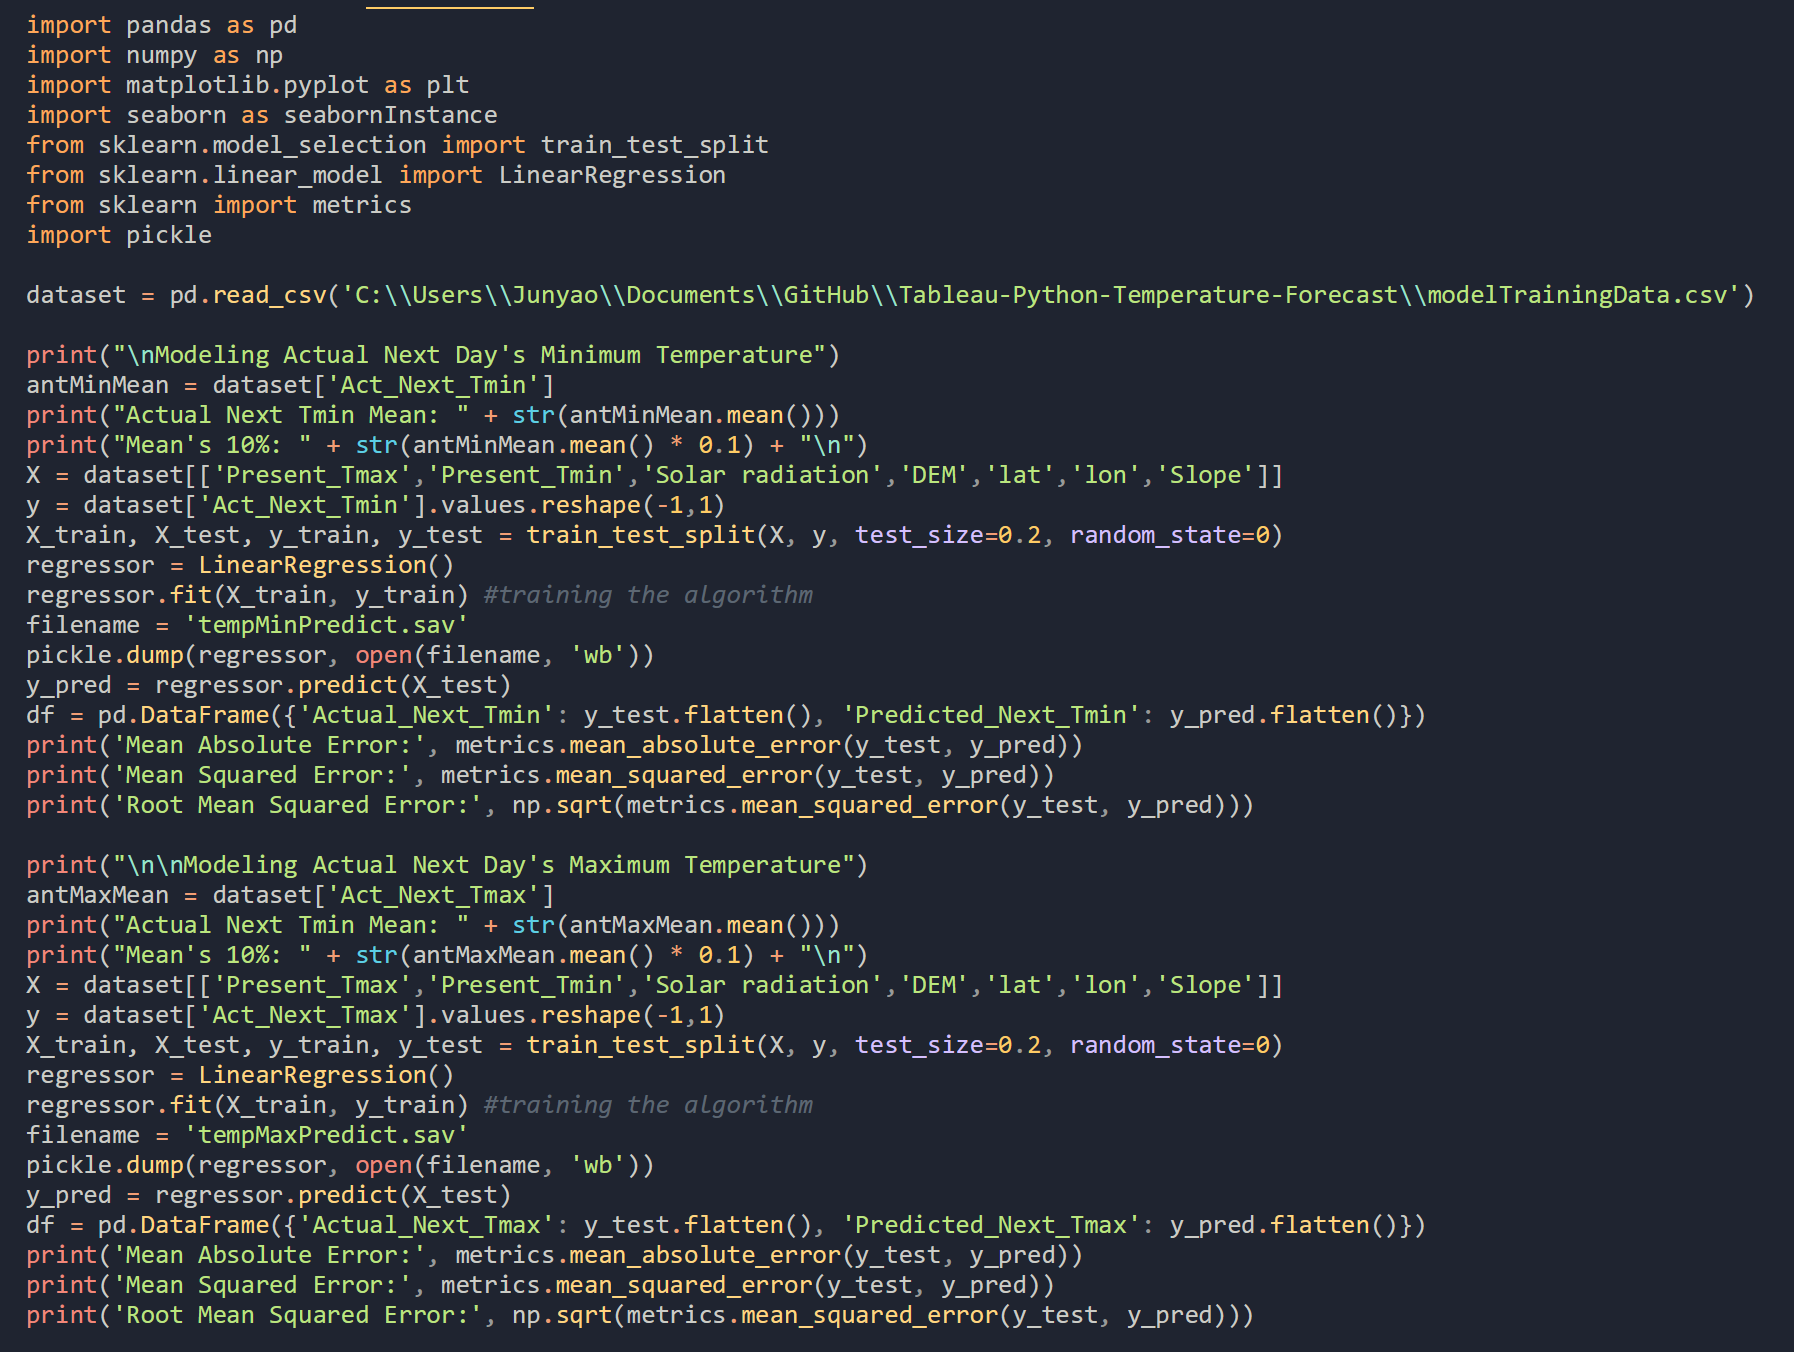 import pandas as pd
import numpy as np
import matplotlib.pyplot as plt
import seaborn as seabornInstance
from sklearn.model_selection import train_test_split
from sklearn.linear_model import LinearRegression
from sklearn import metrics
import pickle

dataset = pd.read_csv('C:\\Users\\Junyao\\Documents\\GitHub\\Tableau-Python-Temperature-Forecast\\modelTrainingData.csv')

print("\nModeling Actual Next Day's Minimum Temperature")
antMinMean = dataset['Act_Next_Tmin']
print("Actual Next Tmin Mean: " + str(antMinMean.mean()))
print("Mean's 10%: " + str(antMinMean.mean() * 0.1) + "\n")
X = dataset[['Present_Tmax','Present_Tmin','Solar radiation','DEM','lat','lon','Slope']]
y = dataset['Act_Next_Tmin'].values.reshape(-1,1)
X_train, X_test, y_train, y_test = train_test_split(X, y, test_size=0.2, random_state=0)
regressor = LinearRegression()
regressor.fit(X_train, y_train) #training the algorithm
filename = 'tempMinPredict.sav'
pickle.dump(regressor, open(filename, 'wb'))
y_pred = regressor.predict(X_test)
df = pd.DataFrame({'Actual_Next_Tmin': y_test.flatten(), 'Predicted_Next_Tmin': y_pred.flatten()})
print('Mean Absolute Error:', metrics.mean_absolute_error(y_test, y_pred))
print('Mean Squared Error:', metrics.mean_squared_error(y_test, y_pred))
print('Root Mean Squared Error:', np.sqrt(metrics.mean_squared_error(y_test, y_pred)))

print("\n\nModeling Actual Next Day's Maximum Temperature")
antMaxMean = dataset['Act_Next_Tmax']
print("Actual Next Tmin Mean: " + str(antMaxMean.mean()))
print("Mean's 10%: " + str(antMaxMean.mean() * 0.1) + "\n")
X = dataset[['Present_Tmax','Present_Tmin','Solar radiation','DEM','lat','lon','Slope']]
y = dataset['Act_Next_Tmax'].values.reshape(-1,1)
X_train, X_test, y_train, y_test = train_test_split(X, y, test_size=0.2, random_state=0)
regressor = LinearRegression()
regressor.fit(X_train, y_train) #training the algorithm
filename = 'tempMaxPredict.sav'
pickle.dump(regressor, open(filename, 'wb'))
y_pred = regressor.predict(X_test)
df = pd.DataFrame({'Actual_Next_Tmax': y_test.flatten(), 'Predicted_Next_Tmax': y_pred.flatten()})
print('Mean Absolute Error:', metrics.mean_absolute_error(y_test, y_pred))
print('Mean Squared Error:', metrics.mean_squared_error(y_test, y_pred))
print('Root Mean Squared Error:', np.sqrt(metrics.mean_squared_error(y_test, y_pred)))